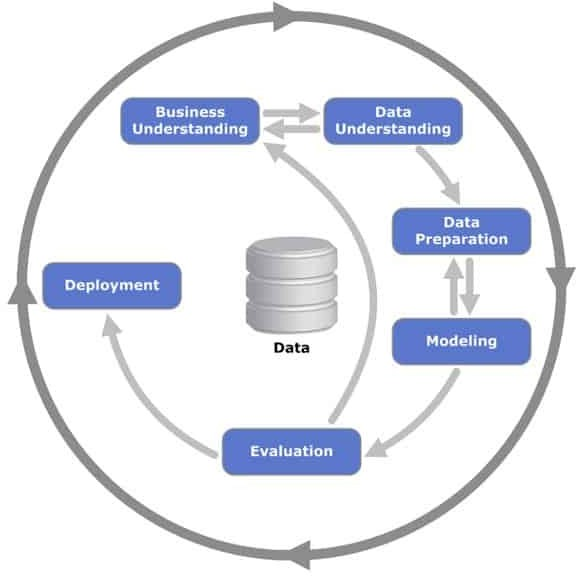 Business
Understanding
Data
Understanding
Data
Preparation
Deployment
Modeling
Data
Evaluation